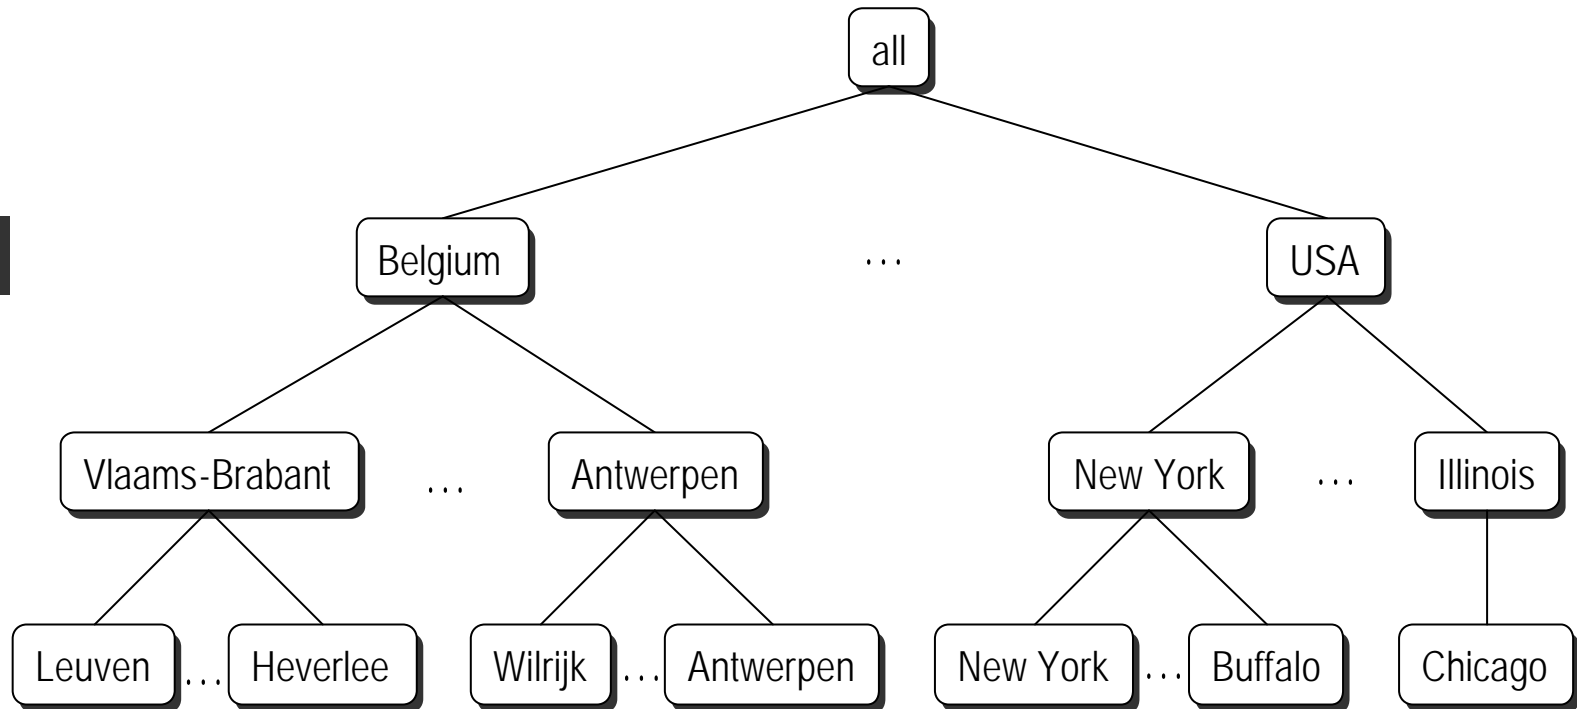 all
Belgium ... USA
Vlaams-Brabant ... Antwerpen New York ... Illinois
Leuven ... Heverlee Wilrijk ... Antwerpen New York ... Buffalo Chicago